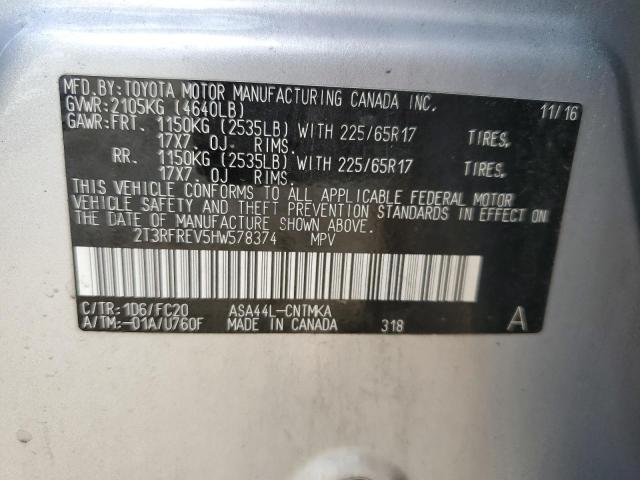 MFD.BY:TOYOTA MOTOR MANUFACTURING CANADA INC. 11/16
GVWR:2105KG (4640LB)
GAWR:FRT. 1150KG (2535LB) WITH 225/65R17 TIRES,
17X7 OJ RIMS.
RR. 1150KG (2535LB) WITH 225/65R17 TIRES,
17X7 OJ RIMS.
THIS VEHICLE CONFORMS TO ALL APPLICABLE FEDERAL MOTOR
VEHICLE SAFETY AND THEFT PREVENTION STANDARDS IN EFFECT ON
THE DATE OF MANUFACTURE SHOWN ABOVE.
2T3RFREV5HW578374 MPV
C/TR:1D6/FC20 ASA44L-CNTMKA
A/TM:-01A/U760F MADE IN CANADA 318 A